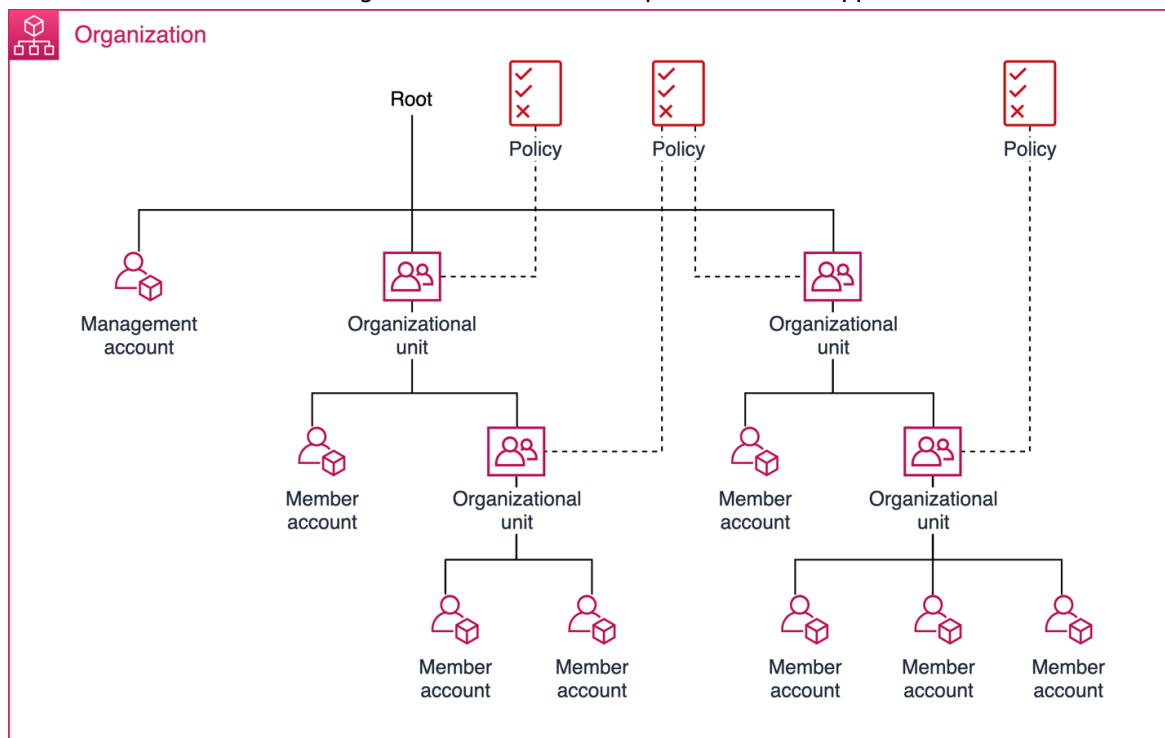 Organization
Root
Policy
Policy
Policy
Management
account
Organizational
unit
Organizational
unit
Member
account
Organizational
unit
Member
account
Organizational
unit
Member
account
Member
account
Member
account
Member
account
Member
account